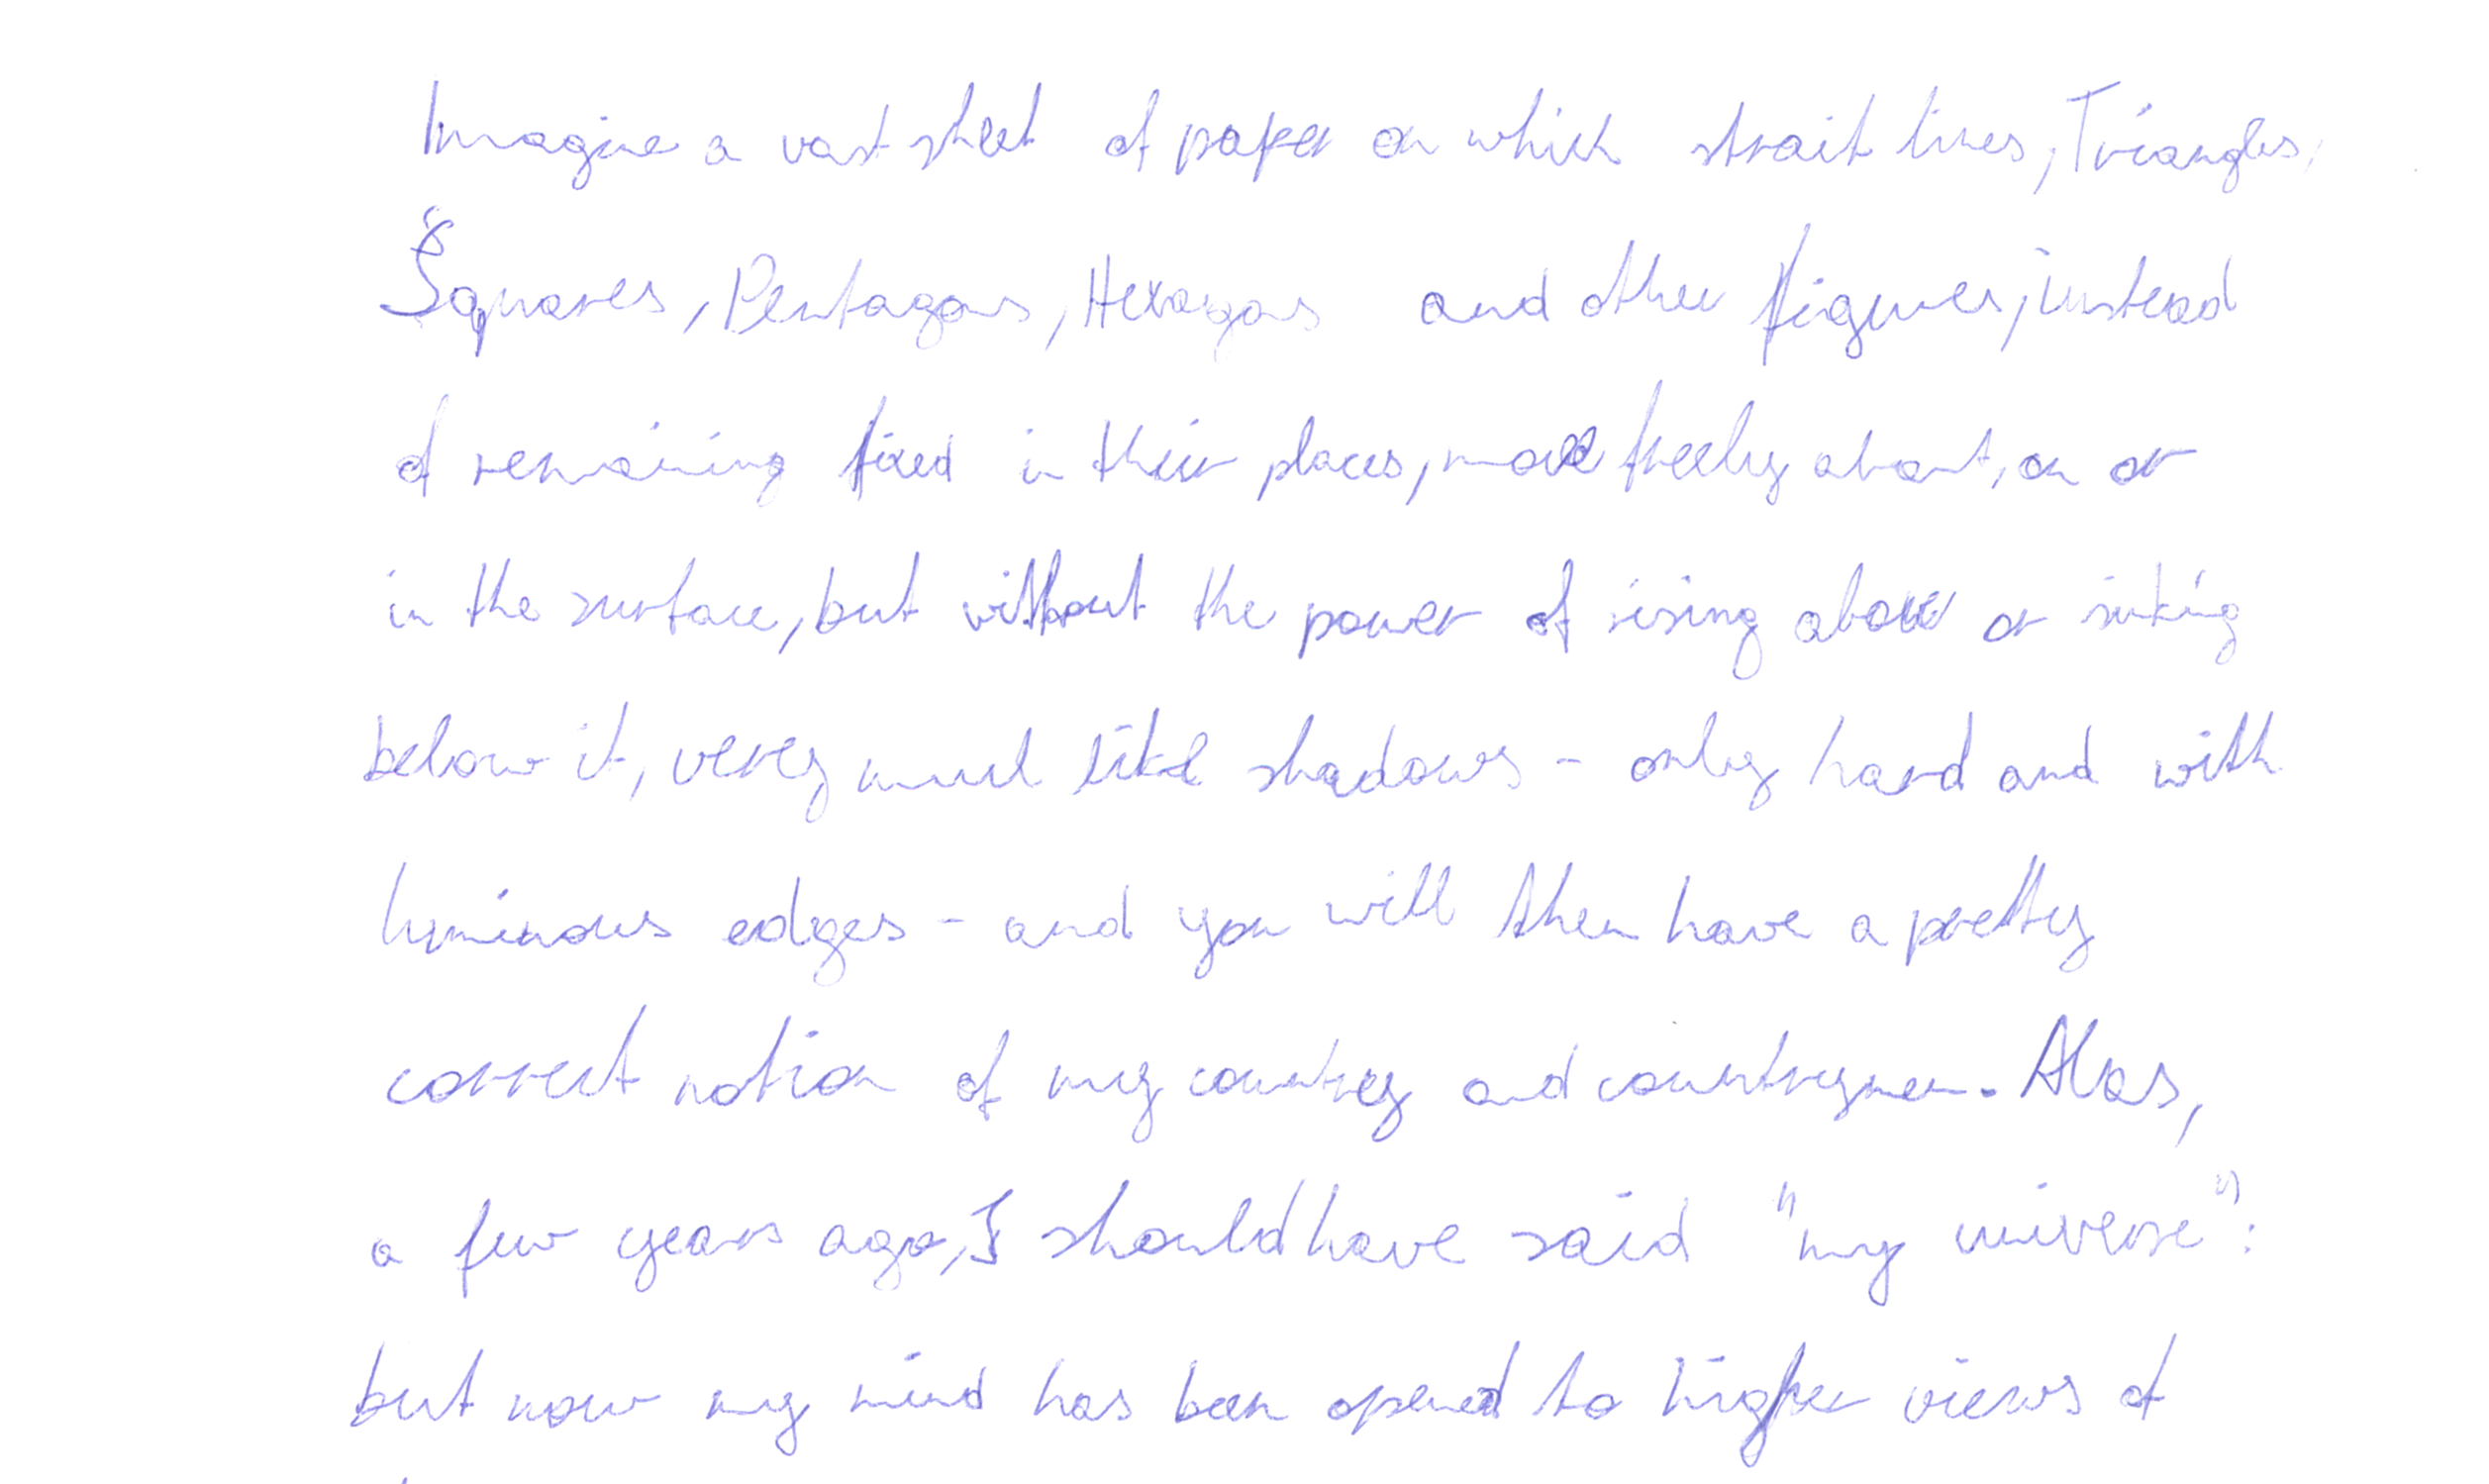 Imagine a vast sheet of paper on which strait lines, Triangles,
Squares, Pentagons, Hexagons and other figures, instead
of remaining fixed in their places, move freely about, on or
in the surface, but without the power of rising above or sinking
below it, very much like shadows - only hard and with
luminous edges - and you will then have a pretty
correct notion of my country and countrymen. Alas,
a few years ago, I should have said "my universe":
but now my mind has been opened to higher views of